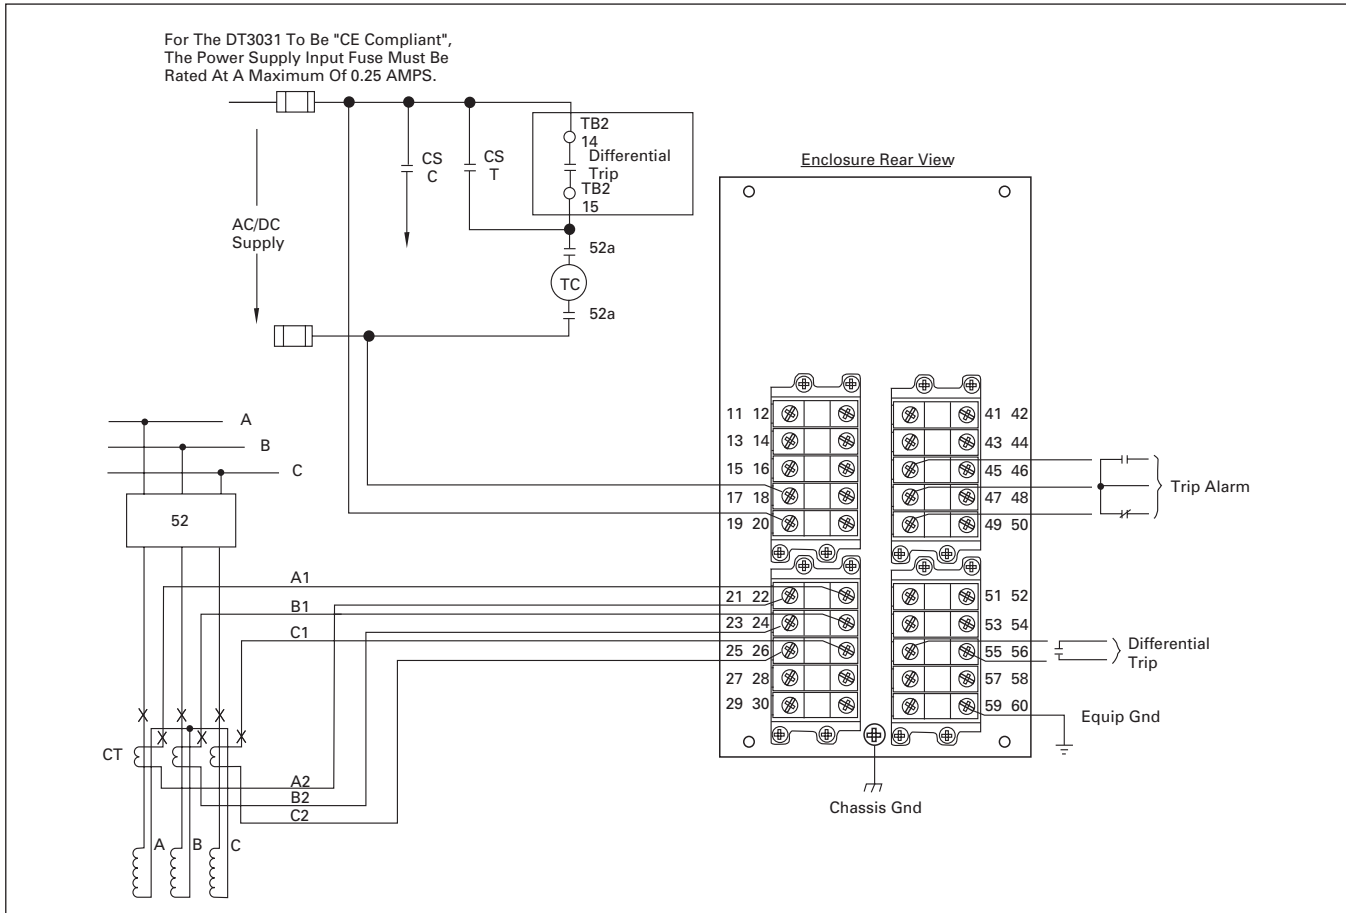 For The DT3031 To Be "CE Compliant",
The Power Supply Input Fuse Must Be
Rated At A Maximum Of 0.25 AMPS.
AC/DC
Supply
CS
C
CS
T
TB2
14
Differential
Trip
TB2
15
52a
TC
52a
Enclosure Rear View
11 12
13 14
15 16
17 18
19 20
21 22
23 24
25 26
27 28
29 30
41 42
43 44
45 46
47 48
49 50
51 52
53 54
55 56
57 58
59 60
Trip Alarm
Differential
Trip
Equip Gnd
Chassis Gnd
A
B
C
52
A1
B1
C1
CT
A2
B2
C2
A
B
C